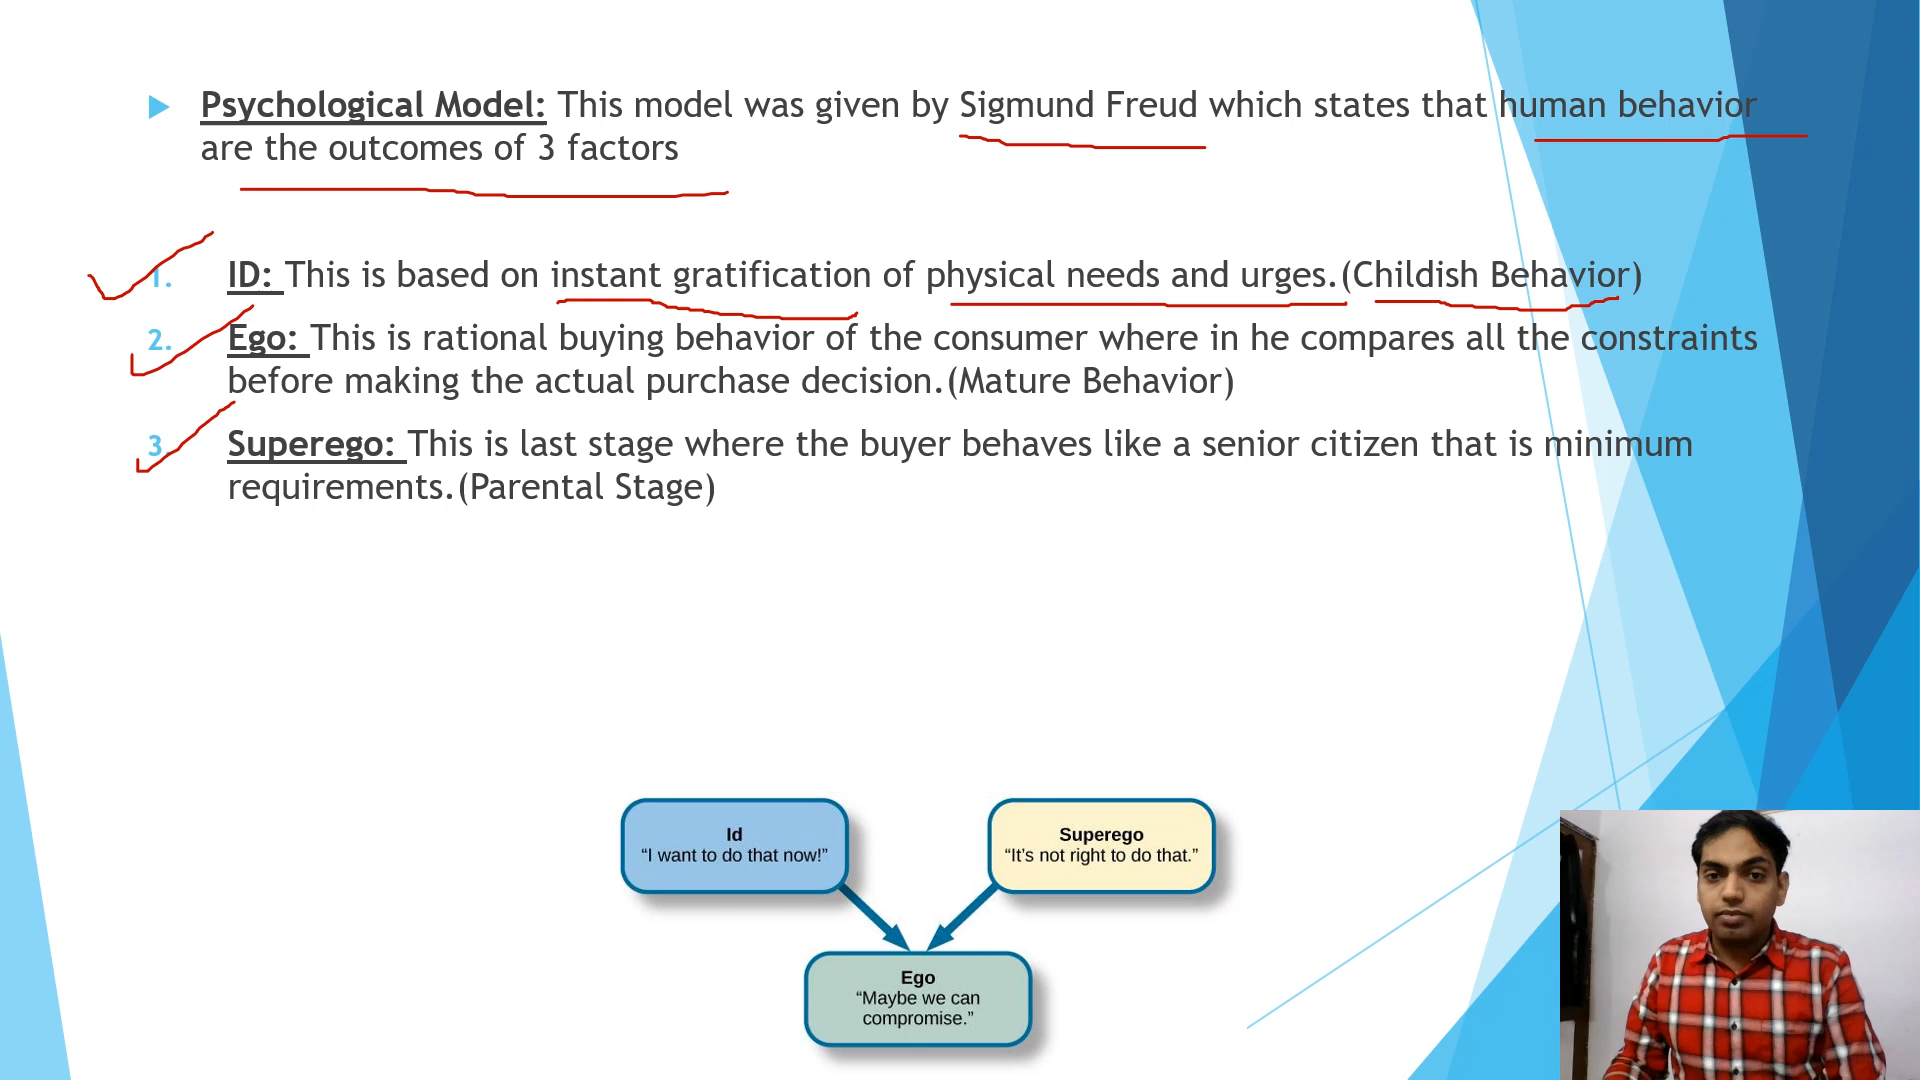 Psychological Model: This model was given by Sigmund Freud which states that human behavior
are the outcomes of 3 factors
1. ID: This is based on instant gratification of physical needs and urges.(Childish Behavior)
2. Ego: This is rational buying behavior of the consumer where in he compares all the constraints
before making the actual purchase decision.(Mature Behavior)
3. Superego: This is last stage where the buyer behaves like a senior citizen that is minimum
requirements.(Parental Stage)
Id
“I want to do that now!”
Superego
“It’s not right to do that.”
Ego
“Maybe we can
compromise.”